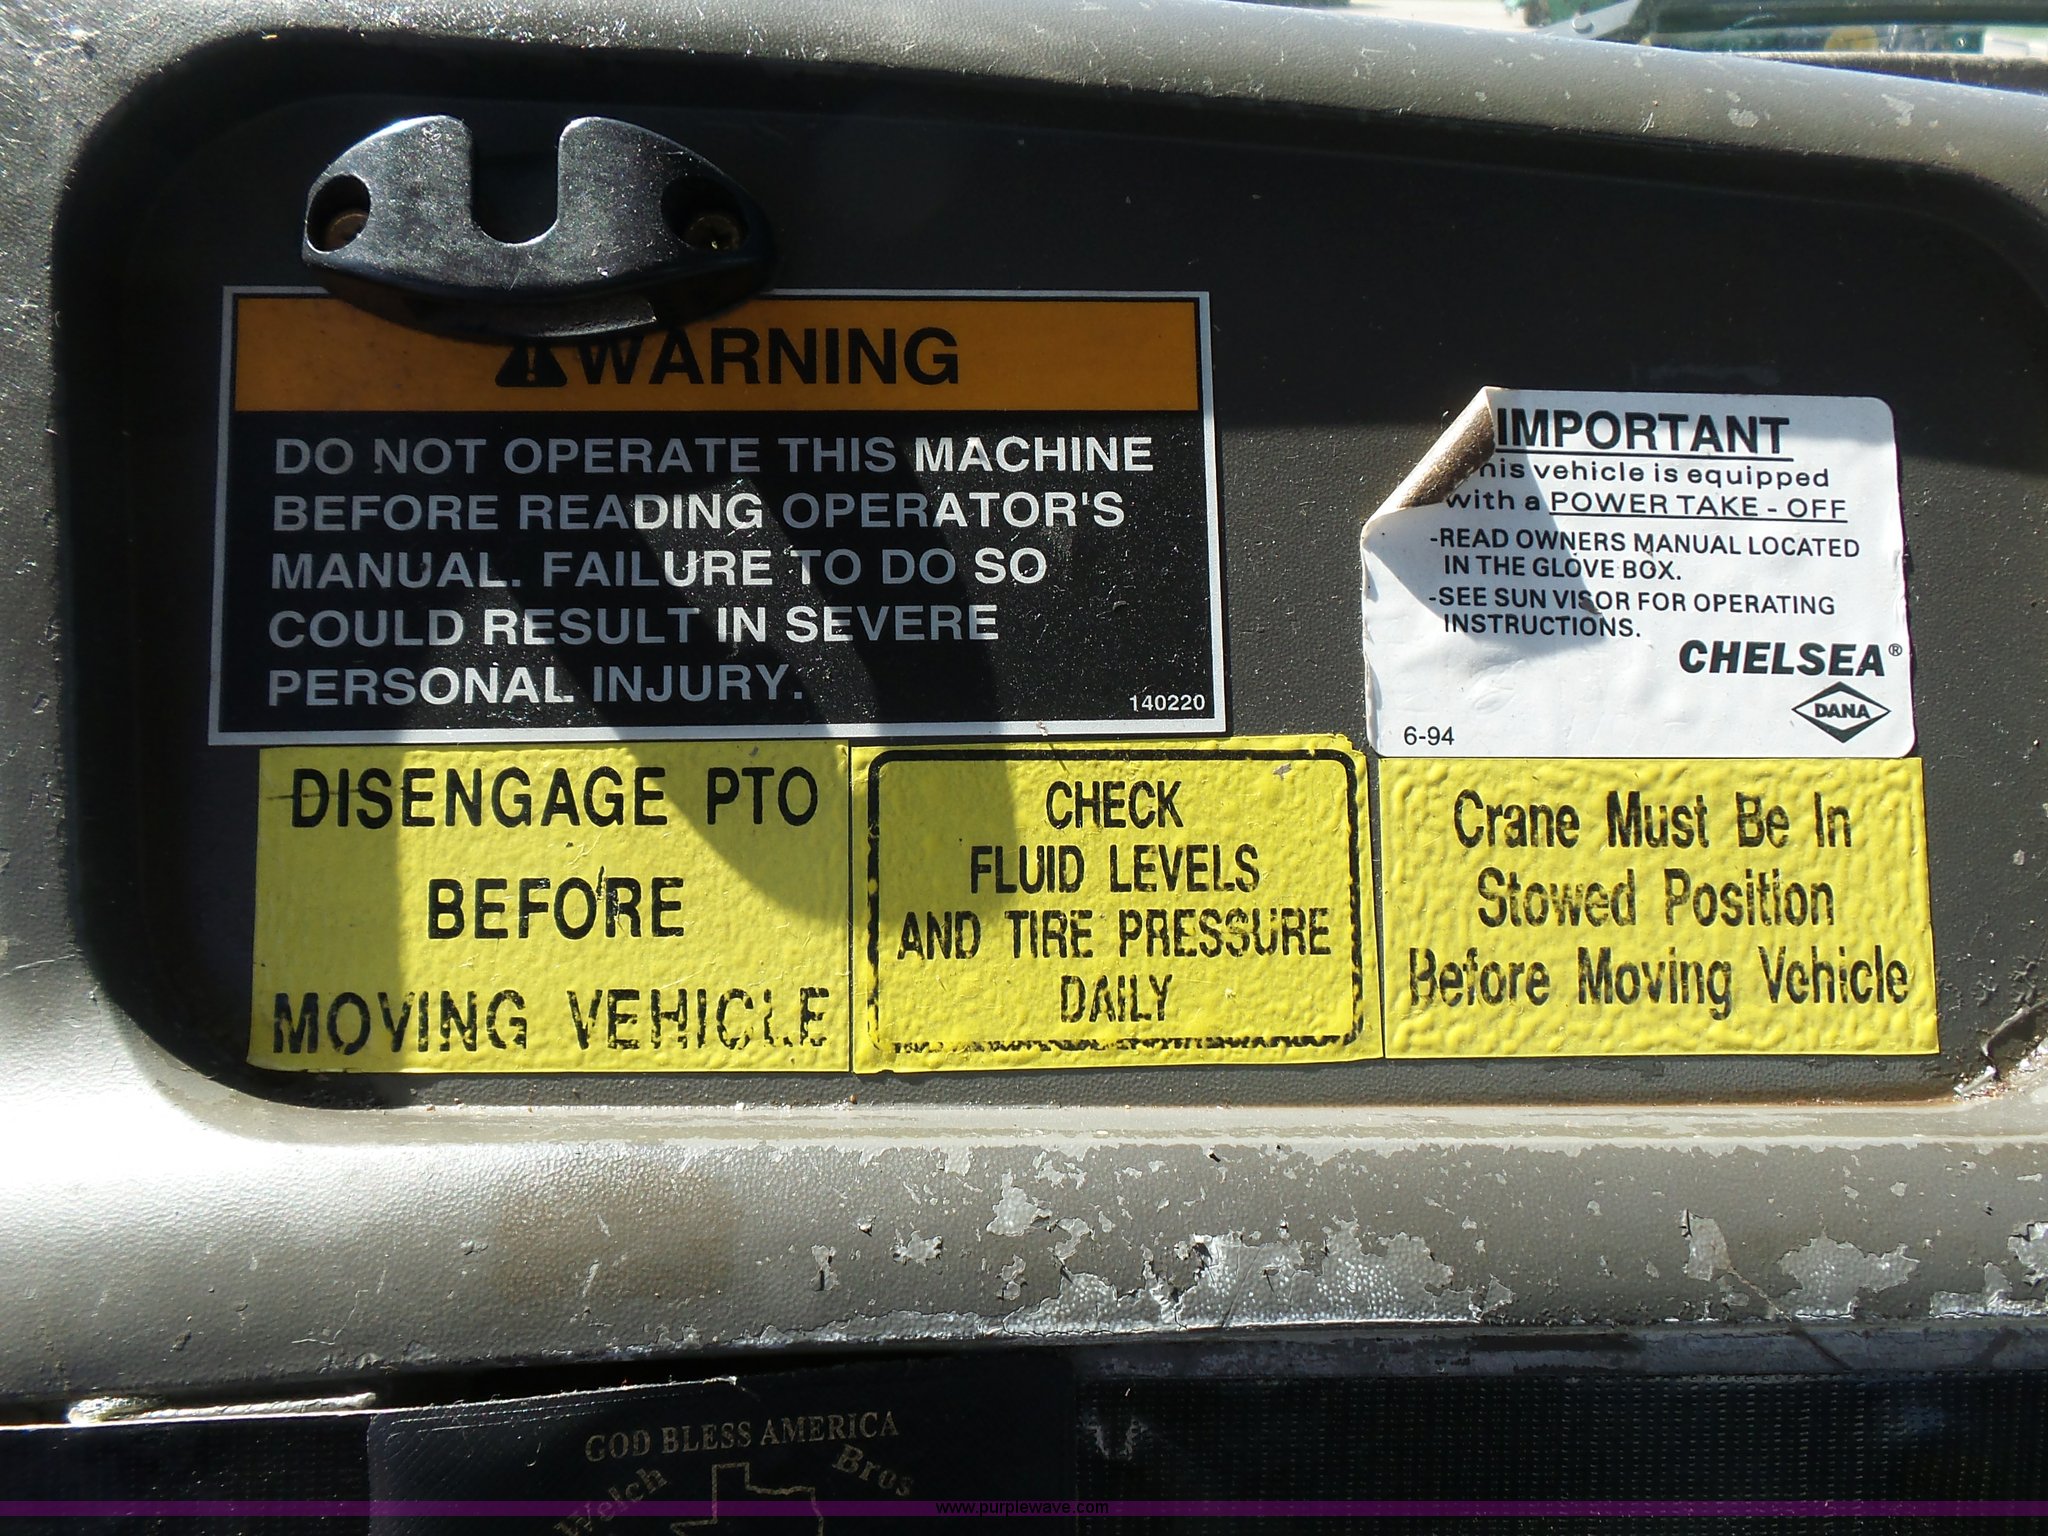 WARNING
DO NOT OPERATE THIS MACHINE
BEFORE READING OPERATOR'S
MANUAL. FAILURE TO DO SO
COULD RESULT IN SEVERE
PERSONAL INJURY.
140220
IMPORTANT
This vehicle is equipped
with a POWER TAKE - OFF
-READ OWNERS MANUAL LOCATED
IN THE GLOVE BOX.
-SEE SUN VISOR FOR OPERATING
INSTRUCTIONS.
CHELSEA®
DANA
6-94
DISENGAGE PTO
BEFORE
MOVING VEHICLE
CHECK
FLUID LEVELS
AND TIRE PRESSURE
DAILY
Crane Must Be In
Stowed Position
Before Moving Vehicle
GOD BLESS AMERICA
Welch Bros
www.purplewave.com